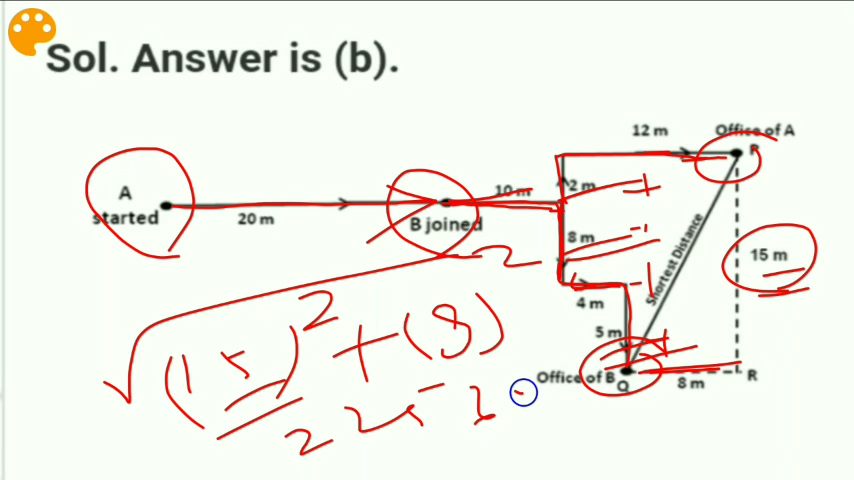 Sol. Answer is (b).
12 m
Office of A
P
A
started
20 m
B joined
10 m
2 m
8 m
4 m
5 m
Shortest Distance
15 m
Office of B
Q
8 m
R
√(15)² + (8)²
225